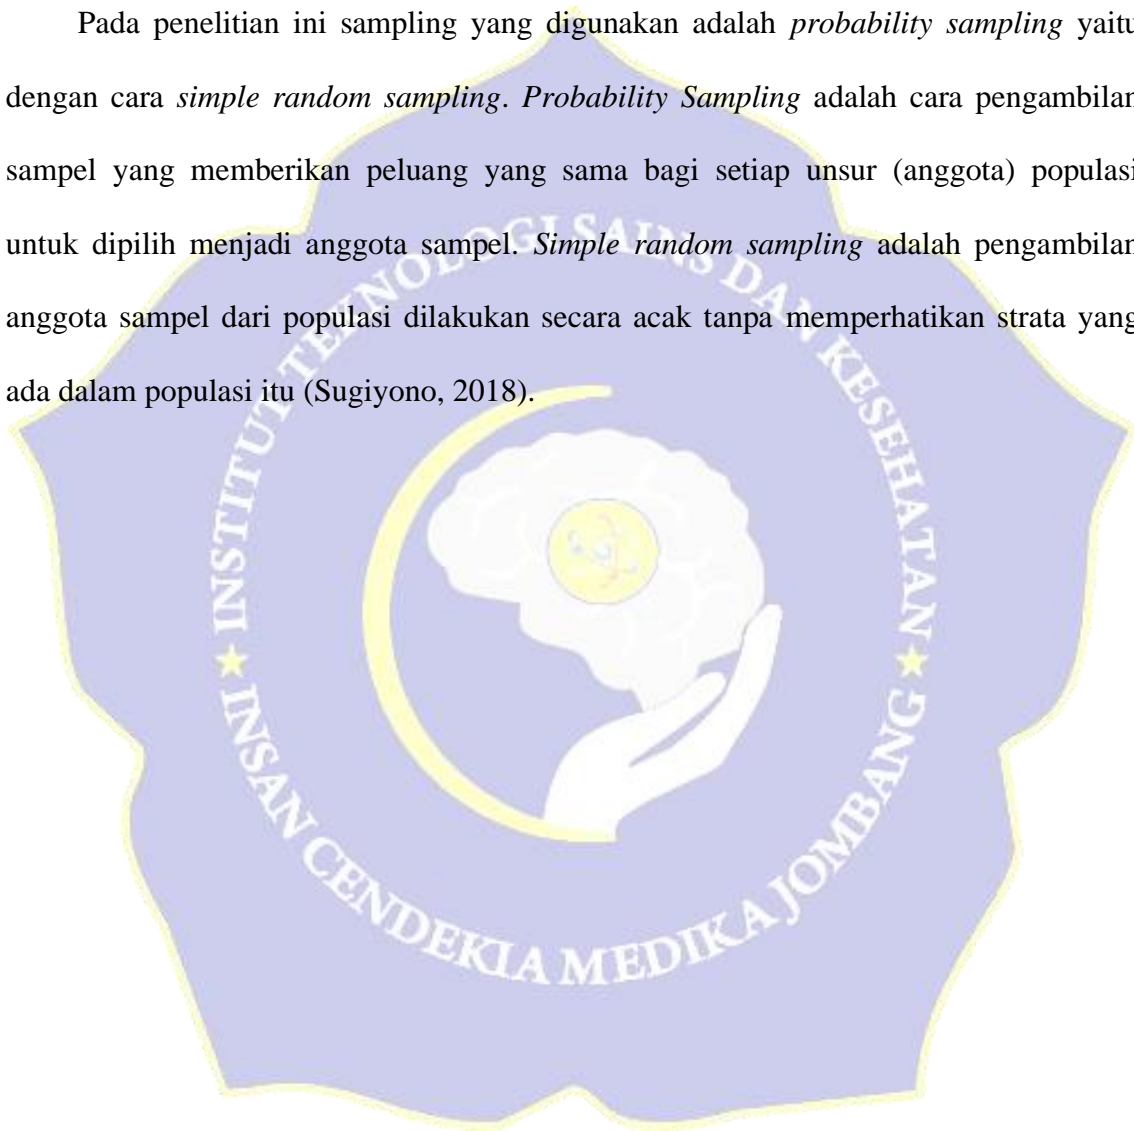 Pada penelitian ini sampling yang digunakan adalah probability sampling yaitu
dengan cara simple random sampling. Probability Sampling adalah cara pengambilan
sampel yang memberikan peluang yang sama bagi setiap unsur (anggota) populasi
untuk dipilih menjadi anggota sampel. Simple random sampling adalah pengambilan
anggota sampel dari populasi dilakukan secara acak tanpa memperhatikan strata yang
ada dalam populasi itu (Sugiyono, 2018).
INSTITUT TEKNOLOGI SAINS DAN KESEHATAN
INSAN CENDEKIA MEDIKA JOMBANG